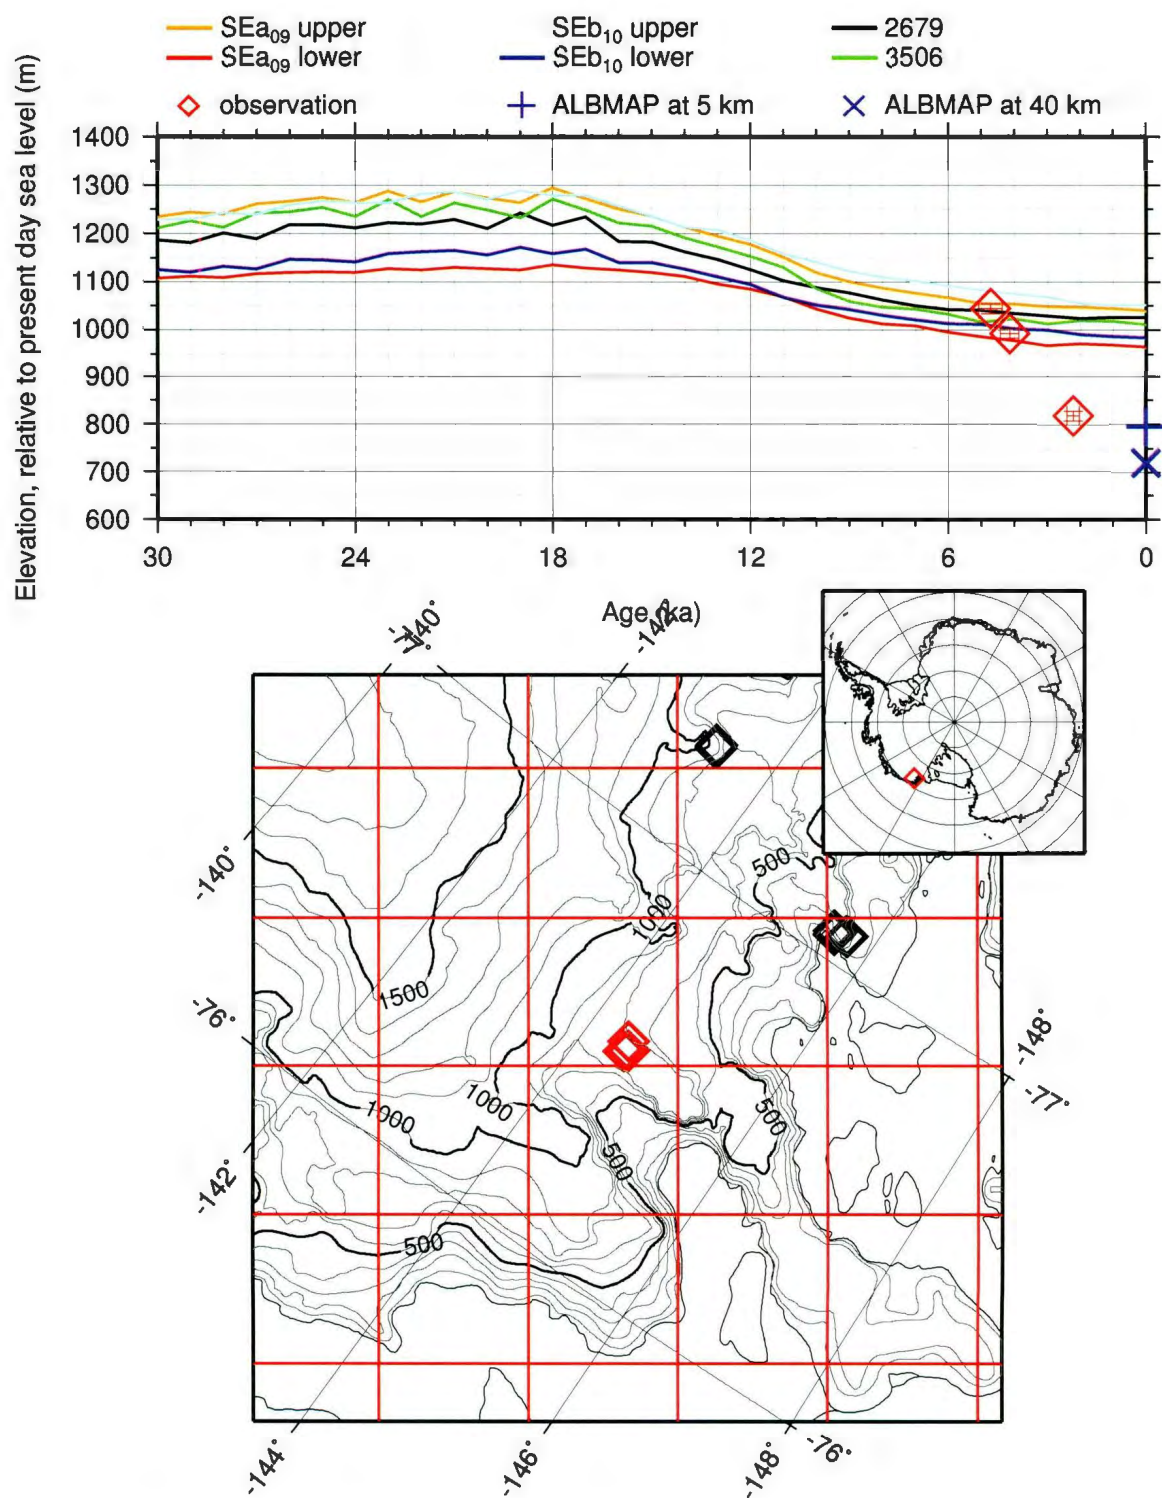 SEa09 upper SEb10 upper 2679
SEa09 lower SEb10 lower 3506
observation ALBMAP at 5 km ALBMAP at 40 km
Elevation, relative to present day sea level (m)
1400
1300
1200
1100
1000
900
800
700
600
30 24 18 12 6 0
Age (ka)
-77° -140° -142°
-140°
500
1000
1500
-76°
-148°
-77°
1000 1000 500
500
-142°
500
-144° -146° -148° -76°